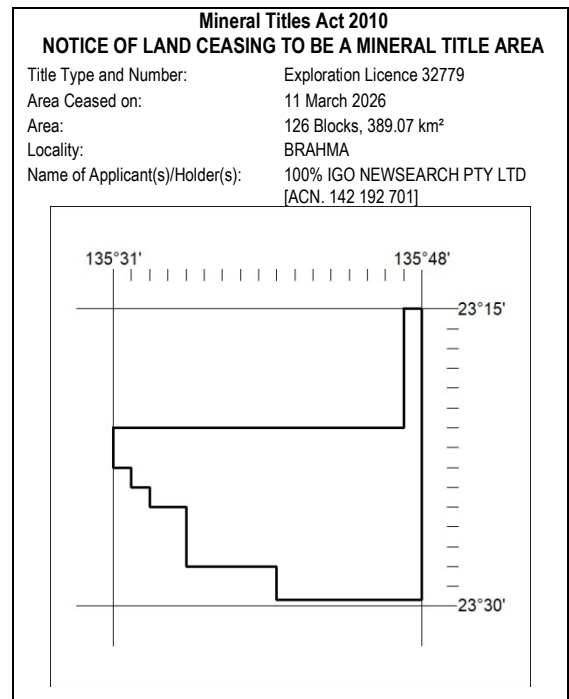 Mineral Titles Act 2010
NOTICE OF LAND CEASING TO BE A MINERAL TITLE AREA
Title Type and Number: Exploration Licence 32779
Area Ceased on: 11 March 2026
Area: 126 Blocks, 389.07 km²
Locality: BRAHMA
Name of Applicant(s)/Holder(s): 100% IGO NEWSEARCH PTY LTD
[ACN. 142 192 701]
135°31' 135°48'
23°15'
23°30'